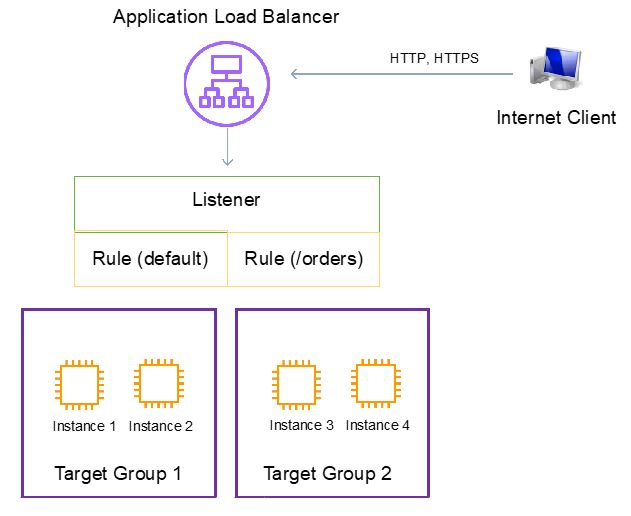 Application Load Balancer
HTTP, HTTPS
Internet Client
Listener
Rule (default)
Rule (/orders)
Instance 1
Instance 2
Target Group 1
Instance 3
Instance 4
Target Group 2